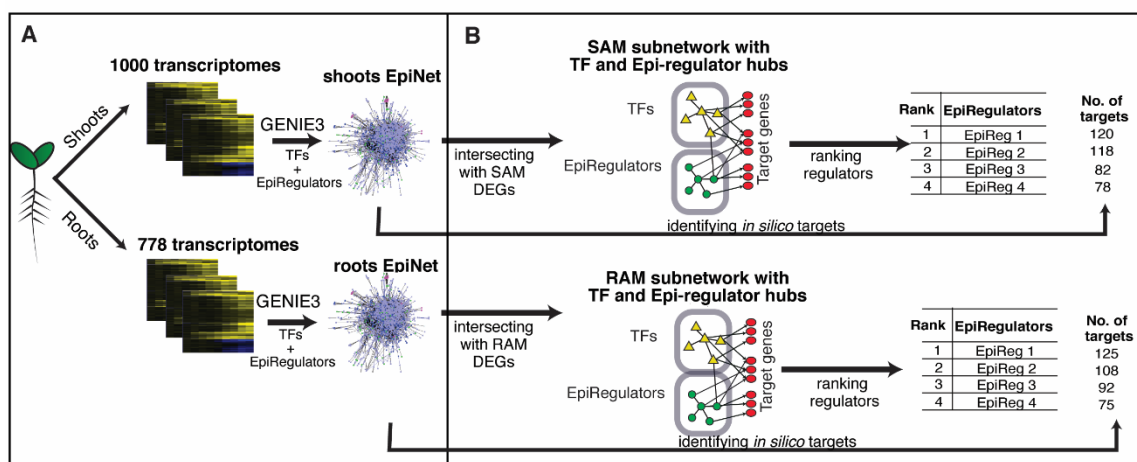 A
1000 transcriptomes
Shoots
GENIE3
TFs
+
EpiRegulators
shoots EpiNet
Roots
778 transcriptomes
GENIE3
TFs
+
EpiRegulators
roots EpiNet
B
intersecting
with SAM
DEGs
SAM subnetwork with
TF and Epi-regulator hubs
TFs
EpiRegulators
Target genes
ranking
regulators
Rank EpiRegulators No. of targets
1 EpiReg 1 120
2 EpiReg 2 118
3 EpiReg 3 82
4 EpiReg 4 78
identifying in silico targets
intersecting
with RAM
DEGs
RAM subnetwork with
TF and Epi-regulator hubs
TFs
EpiRegulators
Target genes
ranking
regulators
Rank EpiRegulators No. of targets
1 EpiReg 1 125
2 EpiReg 2 108
3 EpiReg 3 92
4 EpiReg 4 75
identifying in silico targets